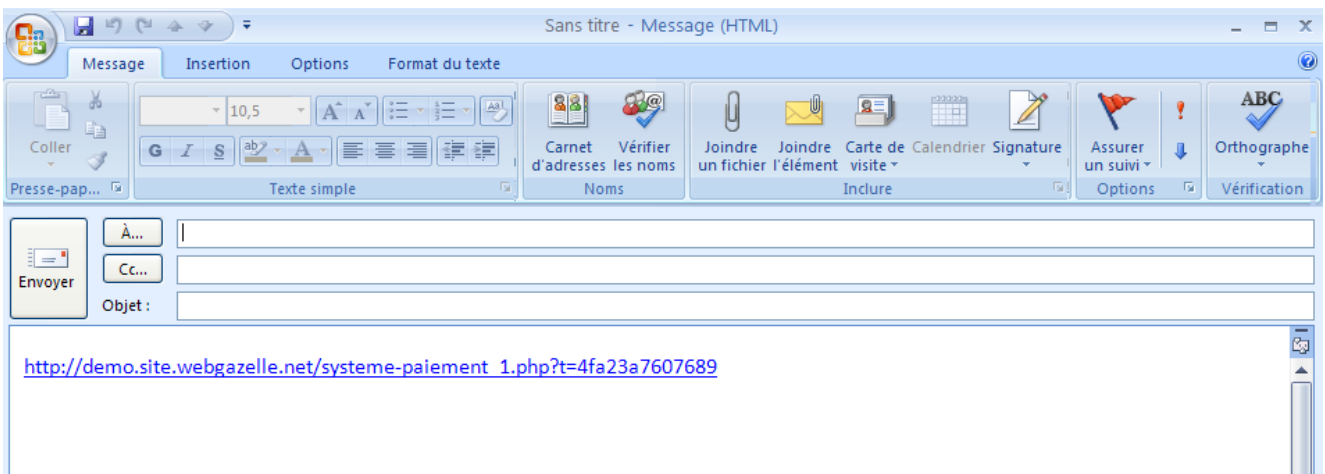 Sans titre - Message (HTML)
Message Insertion Options Format du texte
10,5
Coller
G I S
Presse-pap... Texte simple
Carnet d'adresses
Vérifier les noms
Noms
Joindre un fichier
Joindre l'élément
Carte de visite
Calendrier
Signature
Inclure
Assurer un suivi
Options
ABC
Orthographe
Vérification
Envoyer
À...
Cc...
Objet :
http://demo.site.webgazelle.net/systeme-paiement_1.php?t=4fa23a7607689